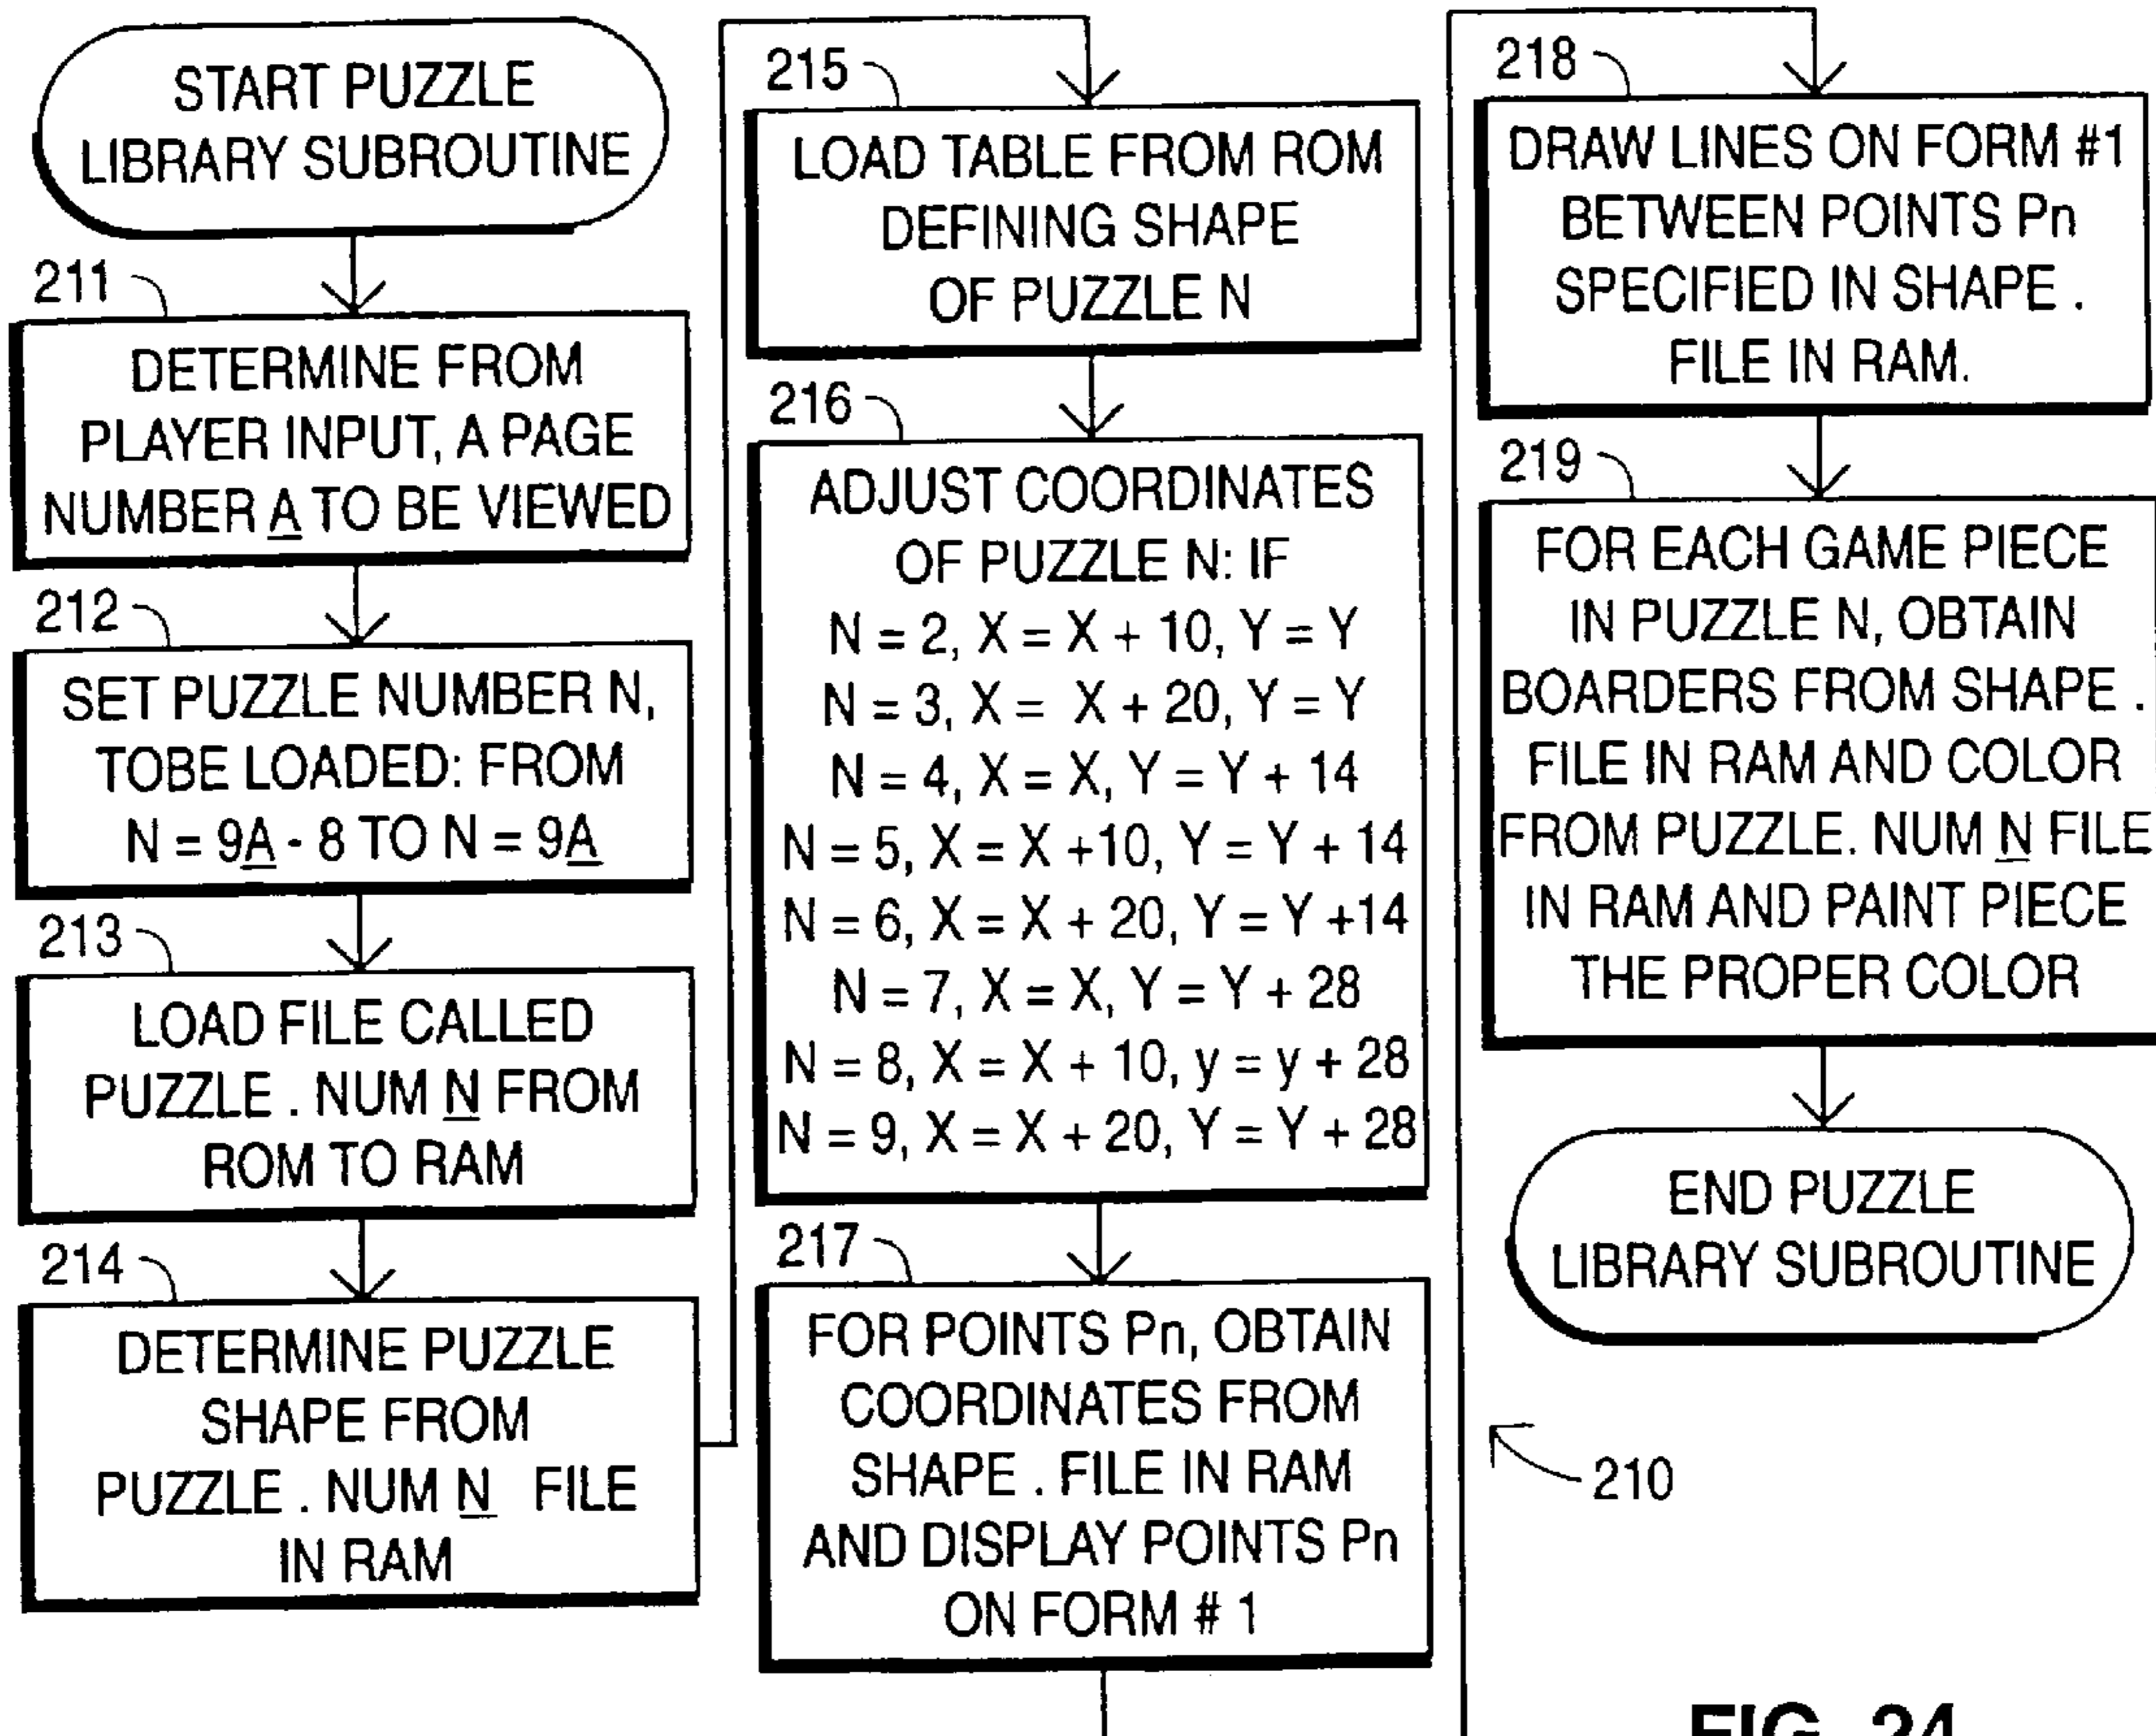 START PUZZLE
LIBRARY SUBROUTINE
211
DETERMINE FROM
PLAYER INPUT, A PAGE
NUMBER A TO BE VIEWED
212
SET PUZZLE NUMBER N,
TOBE LOADED: FROM
N = 9A - 8 TO N = 9A
213
LOAD FILE CALLED
PUZZLE . NUM N FROM
ROM TO RAM
214
DETERMINE PUZZLE
SHAPE FROM
PUZZLE . NUM N FILE
IN RAM
215
LOAD TABLE FROM ROM
DEFINING SHAPE
OF PUZZLE N
216
ADJUST COORDINATES
OF PUZZLE N: IF
N = 2, X = X + 10, Y = Y
N = 3, X = X + 20, Y = Y
N = 4, X = X, Y = Y + 14
N = 5, X = X +10, Y = Y + 14
N = 6, X = X + 20, Y = Y +14
N = 7, X = X, Y = Y + 28
N = 8, X = X + 10, y = y + 28
N = 9, X = X + 20, Y = Y + 28
217
FOR POINTS Pn, OBTAIN
COORDINATES FROM
SHAPE . FILE IN RAM
AND DISPLAY POINTS Pn
ON FORM # 1
218
DRAW LINES ON FORM #1
BETWEEN POINTS Pn
SPECIFIED IN SHAPE .
FILE IN RAM.
219
FOR EACH GAME PIECE
IN PUZZLE N, OBTAIN
BOARDERS FROM SHAPE .
FILE IN RAM AND COLOR
FROM PUZZLE. NUM N FILE
IN RAM AND PAINT PIECE
THE PROPER COLOR
END PUZZLE
LIBRARY SUBROUTINE
210
FIG. 24